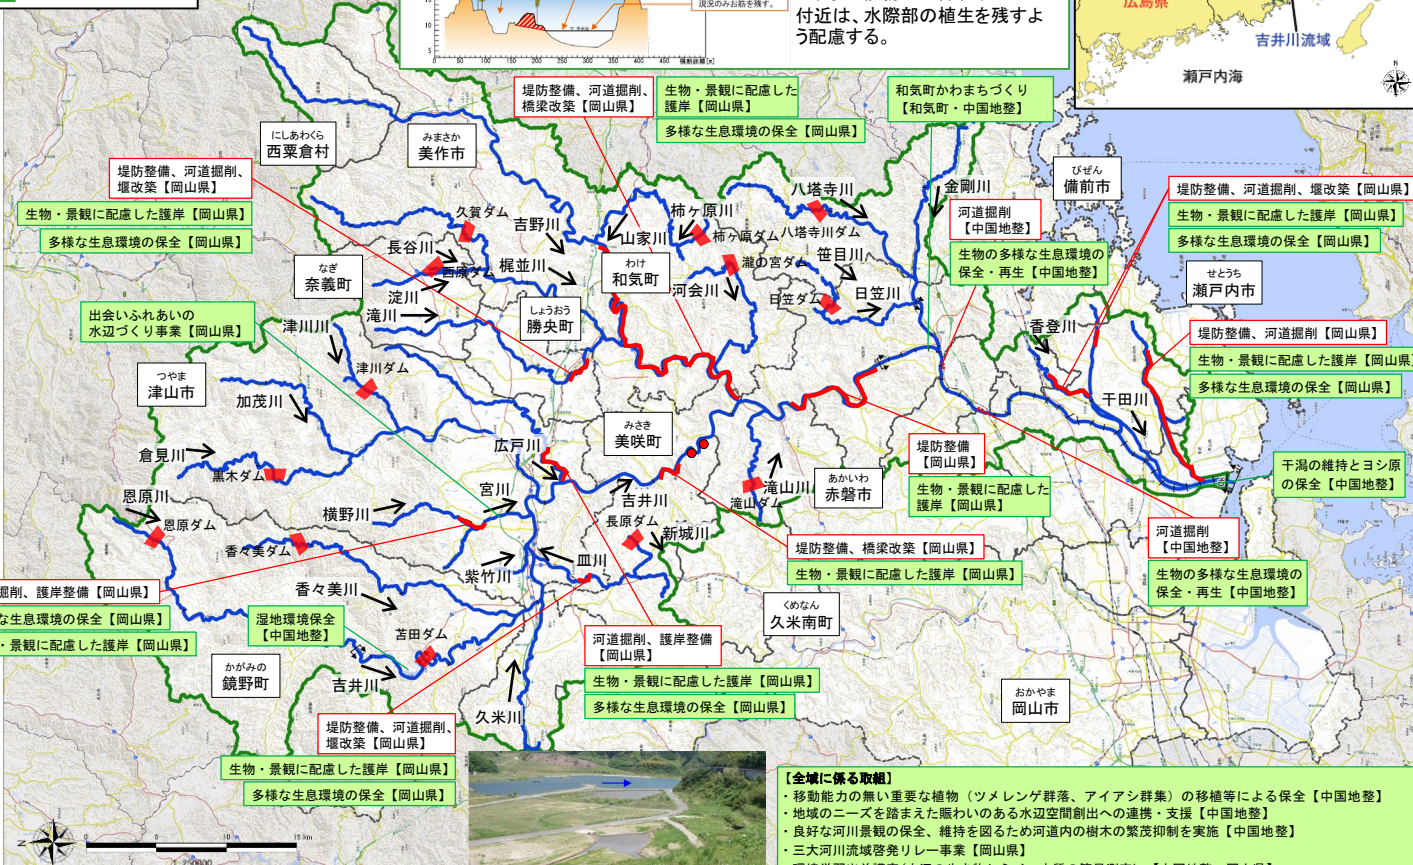 15
10
5
0
50
100
150
200
250
300
350
400
450
横断距離[m]
現況のみお筋を残す。
付近は、水際部の植生を残すよ
う配慮する。
広島県
吉井川流域
瀬戸内海
N
堤防整備、河道掘削、
橋梁改築【岡山県】
生物・景観に配慮した
護岸【岡山県】
多様な生息環境の保全【岡山県】
和気町かわまちづくり
【和気町・中国地整】
にしあわくら
西粟倉村
みまさか
美作市
びぜん
備前市
堤防整備、河道掘削、
堰改築【岡山県】
生物・景観に配慮した護岸【岡山県】
多様な生息環境の保全【岡山県】
堤防整備、河道掘削、堰改築【岡山県】
生物・景観に配慮した護岸【岡山県】
多様な生息環境の保全【岡山県】
久賀ダム
吉野川
山家川
柿ヶ原川
柿ヶ原ダム
八塔寺川
八塔寺川ダム
金剛川
河道掘削
【中国地整】
生物の多様な生息環境の
保全・再生【中国地整】
長谷川
西原ダム
梶並川
わけ
和気町
河会川
滝の宮ダム
笹目川
日笠ダム
日笠川
せとうち
瀬戸内市
なぎ
奈義町
淀川
滝川
しょうおう
勝央町
出会いふれあいの
水辺づくり事業【岡山県】
津川川
津川ダム
香登川
堤防整備、河道掘削【岡山県】
生物・景観に配慮した護岸【岡山県
多様な生息環境の保全【岡山県】
つやま
津山市
加茂川
干田川
みさき
美咲町
倉見川
黒木ダム
広戸川
堤防整備
【岡山県】
生物・景観に配慮した
護岸【岡山県】
干潟の維持とヨシ原
の保全【中国地整】
恩原川
恩原ダム
宮川
横野川
吉井川
滝山川
滝山ダム
あかいわ
赤磐市
長原ダム
新城川
香々美ダム
紫竹川
皿川
堤防整備、橋梁改築【岡山県】
生物・景観に配慮した護岸【岡山県】
河道掘削
【中国地整】
生物の多様な生息環境の
保全・再生【中国地整】
掘削、護岸整備【岡山県】
な生息環境の保全【岡山県】
・景観に配慮した護岸【岡山県】
香々美川
湿地環境保全
【中国地整】
苫田ダム
くめなん
久米南町
河道掘削、護岸整備
【岡山県】
生物・景観に配慮した護岸【岡山県】
多様な生息環境の保全【岡山県】
かがみの
鏡野町
吉井川
久米川
おかやま
岡山市
堤防整備、河道掘削、
堰改築【岡山県】
生物・景観に配慮した護岸【岡山県】
多様な生息環境の保全【岡山県】
【全域に係る取組】
・移動能力の無い重要な植物（ツメレンゲ群落、アイアシ群集）の移植等による保全【中国地整】
・地域のニーズを踏まえた賑わいのある水辺空間創出への連携・支援【中国地整】
・良好な河川景観の保全、維持を図るため河道内の樹木の繁茂抑制を実施【中国地整】
・三大河川流域啓発リレー事業【岡山県】
N
0
5
10
15 km
1:250000